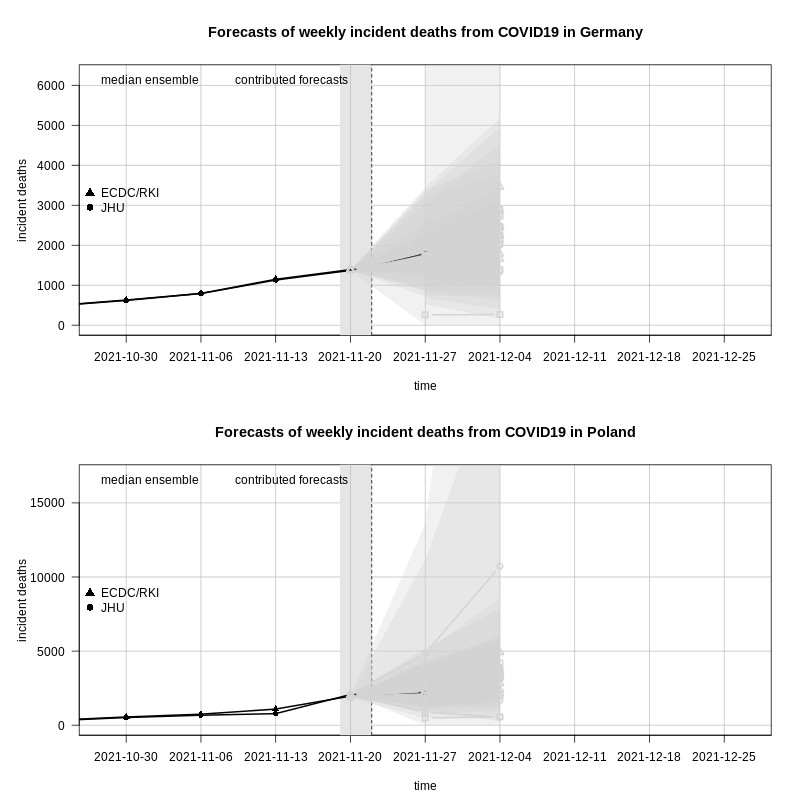 Forecasts of weekly incident deaths from COVID19 in Germany
median ensemble contributed forecasts
6000
5000
4000
3000
2000
1000
0
incident deaths
ECDC/RKI
JHU
2021-10-30 2021-11-06 2021-11-13 2021-11-20 2021-11-27 2021-12-04 2021-12-11 2021-12-18 2021-12-25
time
Forecasts of weekly incident deaths from COVID19 in Poland
median ensemble contributed forecasts
15000
10000
5000
0
incident deaths
ECDC/RKI
JHU
2021-10-30 2021-11-06 2021-11-13 2021-11-20 2021-11-27 2021-12-04 2021-12-11 2021-12-18 2021-12-25
time